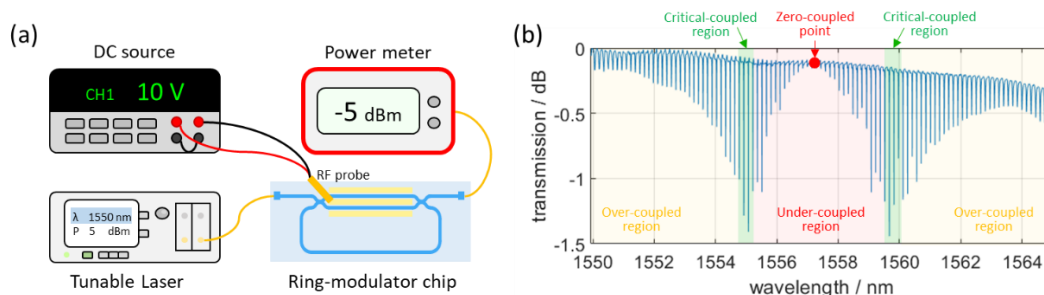 (a)
DC source
CH1 10 V
Power meter
-5 dBm
RF probe
λ 1550 nm
P 5 dBm
Tunable Laser
Ring-modulator chip
(b)
Critical-coupled
region
Zero-coupled
point
Critical-coupled
region
transmission / dB
0
-0.5
-1
-1.5
Over-coupled
region
Under-coupled
region
Over-coupled
region
1550 1552 1554 1556 1558 1560 1562 1564
wavelength / nm